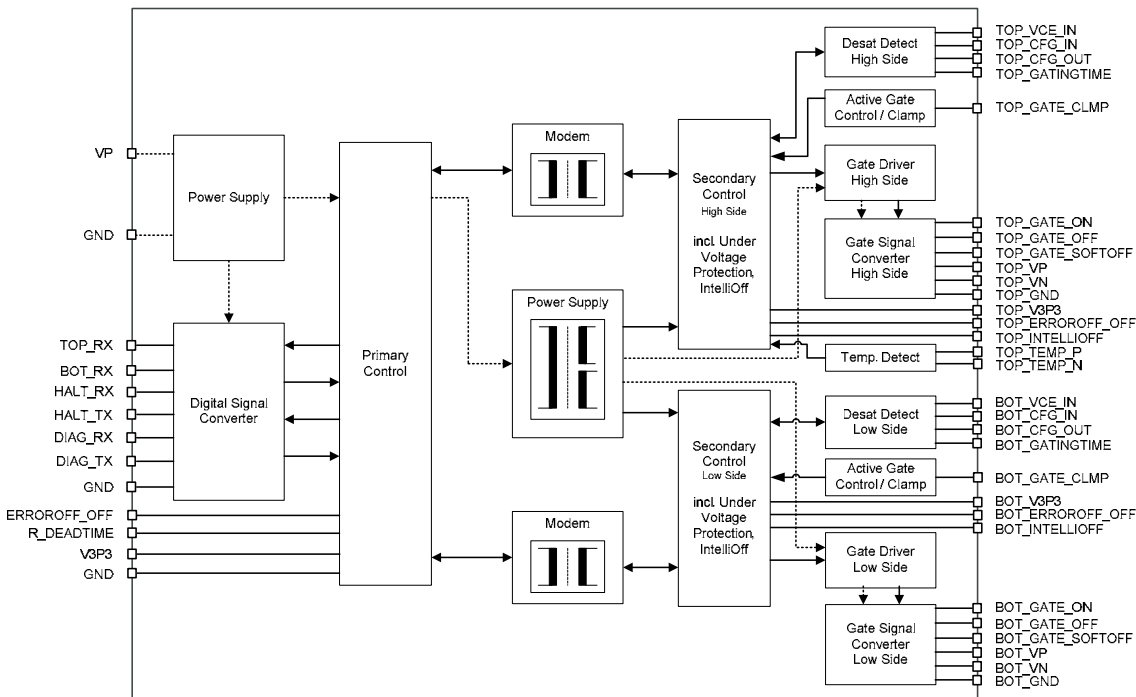 VP
GND
TOP_RX
BOT_RX
HALT_RX
HALT_TX
DIAG_RX
DIAG_TX
GND
ERROROFF_OFF
R_DEADTIME
V3P3
GND
Power Supply
Digital Signal
Converter
Primary
Control
Modem
Power Supply
Modem
Secondary
Control
High Side
incl. Under
Voltage
Protection,
IntelliOff
Secondary
Control
Low Side
incl. Under
Voltage
Protection,
IntelliOff
Desat Detect
High Side
Active Gate
Control / Clamp
Gate Driver
High Side
Gate Signal
Converter
High Side
Temp. Detect
Desat Detect
Low Side
Active Gate
Control / Clamp
Gate Driver
Low Side
Gate Signal
Converter
Low Side
TOP_VCE_IN
TOP_CFG_IN
TOP_CFG_OUT
TOP_GATINGTIME
TOP_GATE_CLMP
TOP_GATE_ON
TOP_GATE_OFF
TOP_GATE_SOFTOFF
TOP_VP
TOP_VN
TOP_GND
TOP_V3P3
TOP_ERROROFF_OFF
TOP_INTELLIOFF
TOP_TEMP_P
TOP_TEMP_N
BOT_VCE_IN
BOT_CFG_IN
BOT_CFG_OUT
BOT_GATINGTIME
BOT_GATE_CLMP
BOT_V3P3
BOT_ERROROFF_OFF
BOT_INTELLIOFF
BOT_GATE_ON
BOT_GATE_OFF
BOT_GATE_SOFTOFF
BOT_VP
BOT_VN
BOT_GND